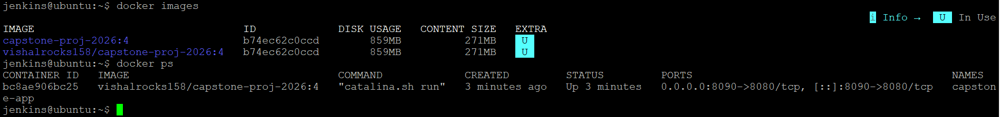 jenkins@ubuntu:~$ docker images
i Info → U In Use
IMAGE ID DISK USAGE CONTENT SIZE EXTRA
capstone-proj-2026:4 b74ec62c0ccd 859MB 271MB U
vishalrocks158/capstone-proj-2026:4 b74ec62c0ccd 859MB 271MB U
jenkins@ubuntu:~$ docker ps
CONTAINER ID IMAGE COMMAND CREATED STATUS PORTS NAMES
bc8ae906bc25 vishalrocks158/capstone-proj-2026:4 "catalina.sh run" 3 minutes ago Up 3 minutes 0.0.0.0:8090->8080/tcp, [::]:8090->8080/tcp capston
e-app
jenkins@ubuntu:~$